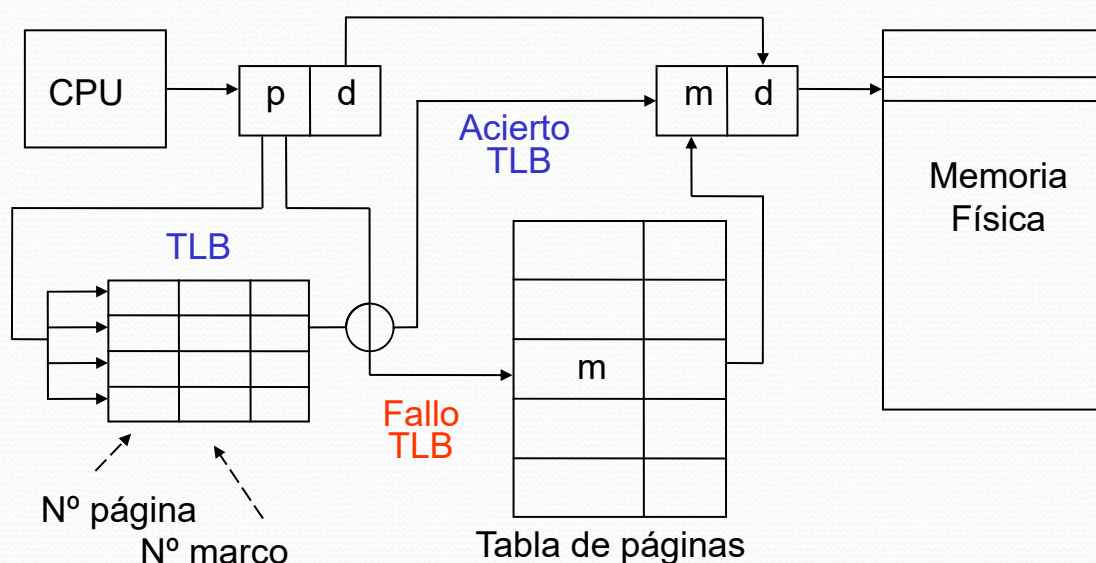 CPU
p d
m d
Acierto
TLB
Memoria
Física
TLB
m
Fallo
TLB
Nº página
Nº marco
Tabla de páginas